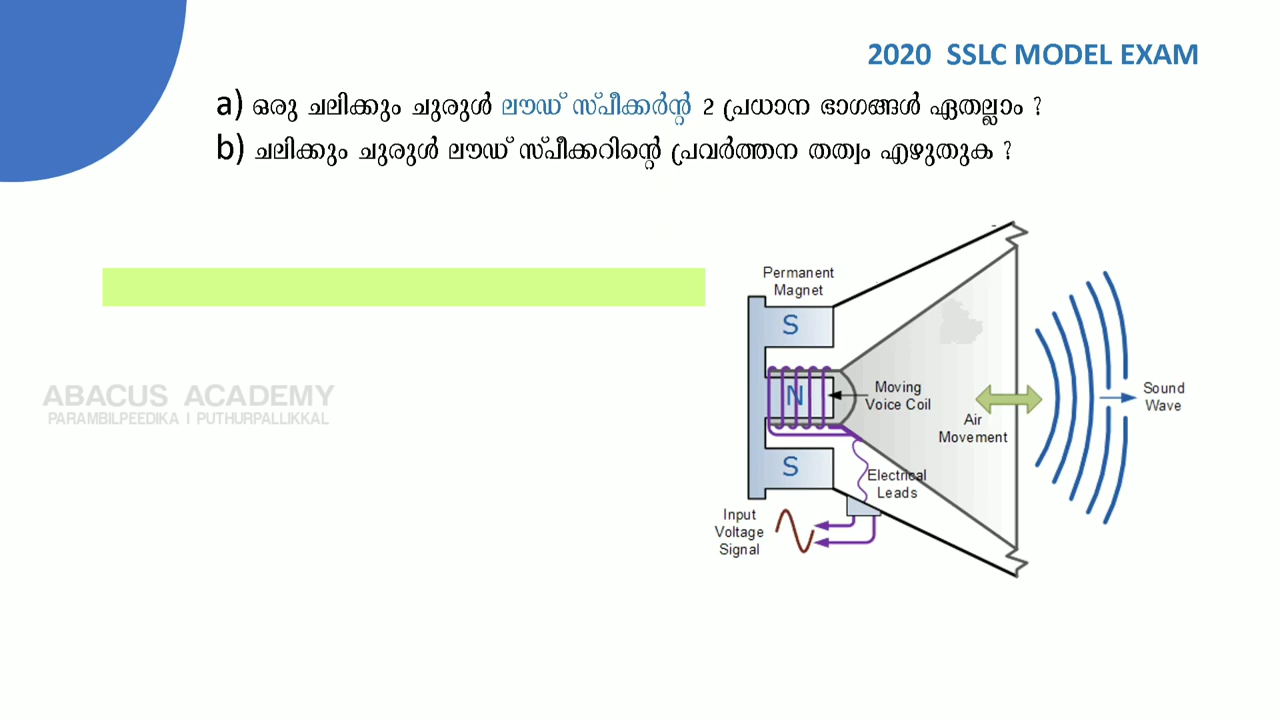 2020 SSLC MODEL EXAM
a) ഒരു ചലിക്കും ചുരുൾ ലൗഡ് സ്പീക്കർന്റ 2 പ്രധാന ഭാഗങ്ങൾ ഏതല്ലാം ?
b) ചലിക്കും ചുരുൾ ലൗഡ് സ്പീക്കറിന്റെ പ്രവർത്തന തത്വം എഴുതുക ?
Permanent
Magnet
S
N
Moving
Voice Coil
Sound
Wave
Air
Movement
S
Electrical
Leads
Input
Voltage
Signal
ABACUS ACADEMY
PARAMBILPEEDIKA I PUTHURPALLIKKAL